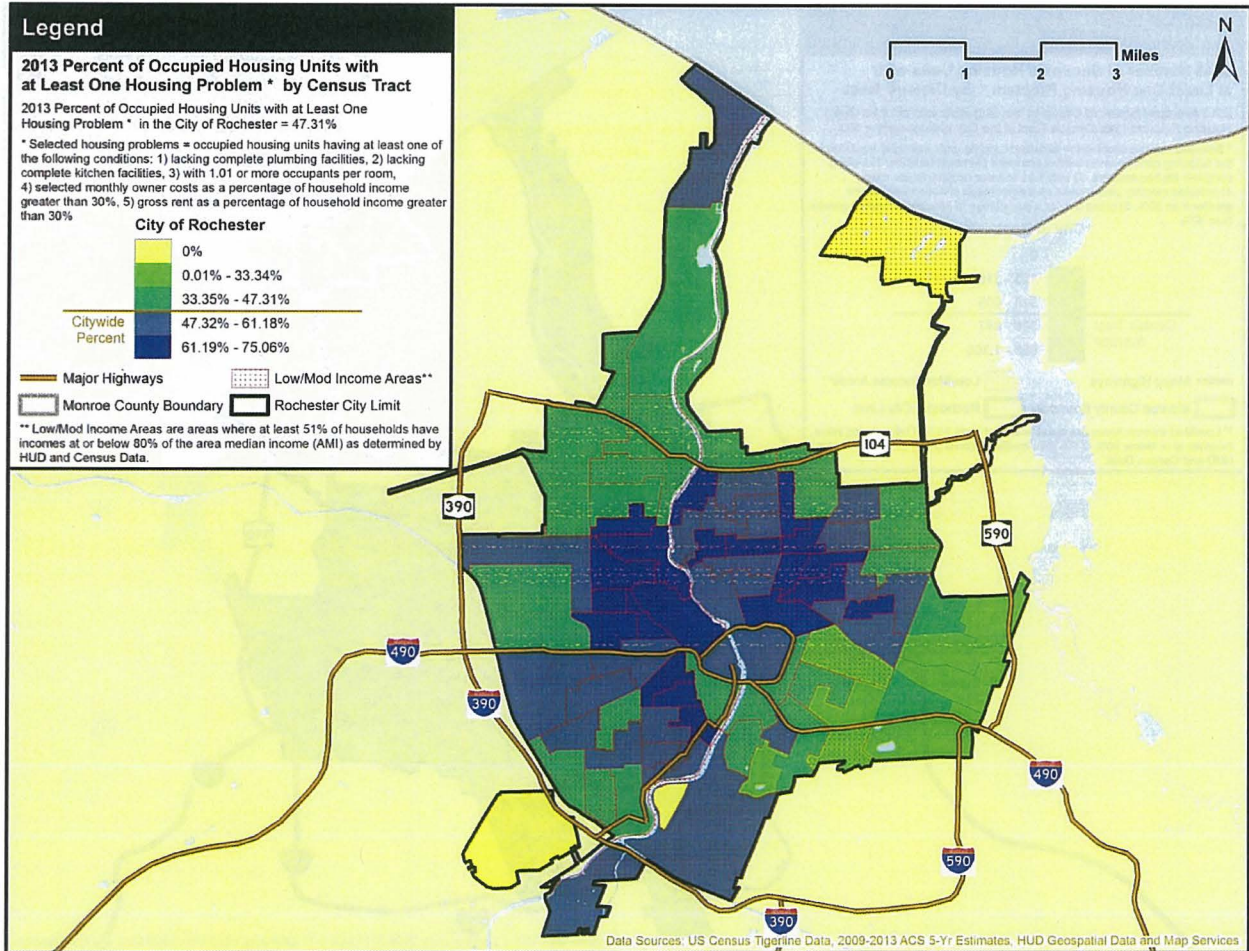 Legend
2013 Percent of Occupied Housing Units with
at Least One Housing Problem * by Census Tract
2013 Percent of Occupied Housing Units with at Least One
Housing Problem * in the City of Rochester = 47.31%
* Selected housing problems = occupied housing units having at least one of
the following conditions: 1) lacking complete plumbing facilities, 2) lacking
complete kitchen facilities, 3) with 1.01 or more occupants per room,
4) selected monthly owner costs as a percentage of household income
greater than 30%, 5) gross rent as a percentage of household income greater
than 30%
City of Rochester
0%
0.01% - 33.34%
33.35% - 47.31%
Citywide
Percent
47.32% - 61.18%
61.19% - 75.06%
Major Highways
Low/Mod Income Areas**
Monroe County Boundary
Rochester City Limit
** Low/Mod Income Areas are areas where at least 51% of households have
incomes at or below 80% of the area median income (AMI) as determined by
HUD and Census Data.
N
0 1 2 3 Miles
104
390
590
490
390
490
590
390
Data Sources: US Census Tigerline Data, 2009-2013 ACS 5-Yr Estimates, HUD Geospatial Data and Map Services